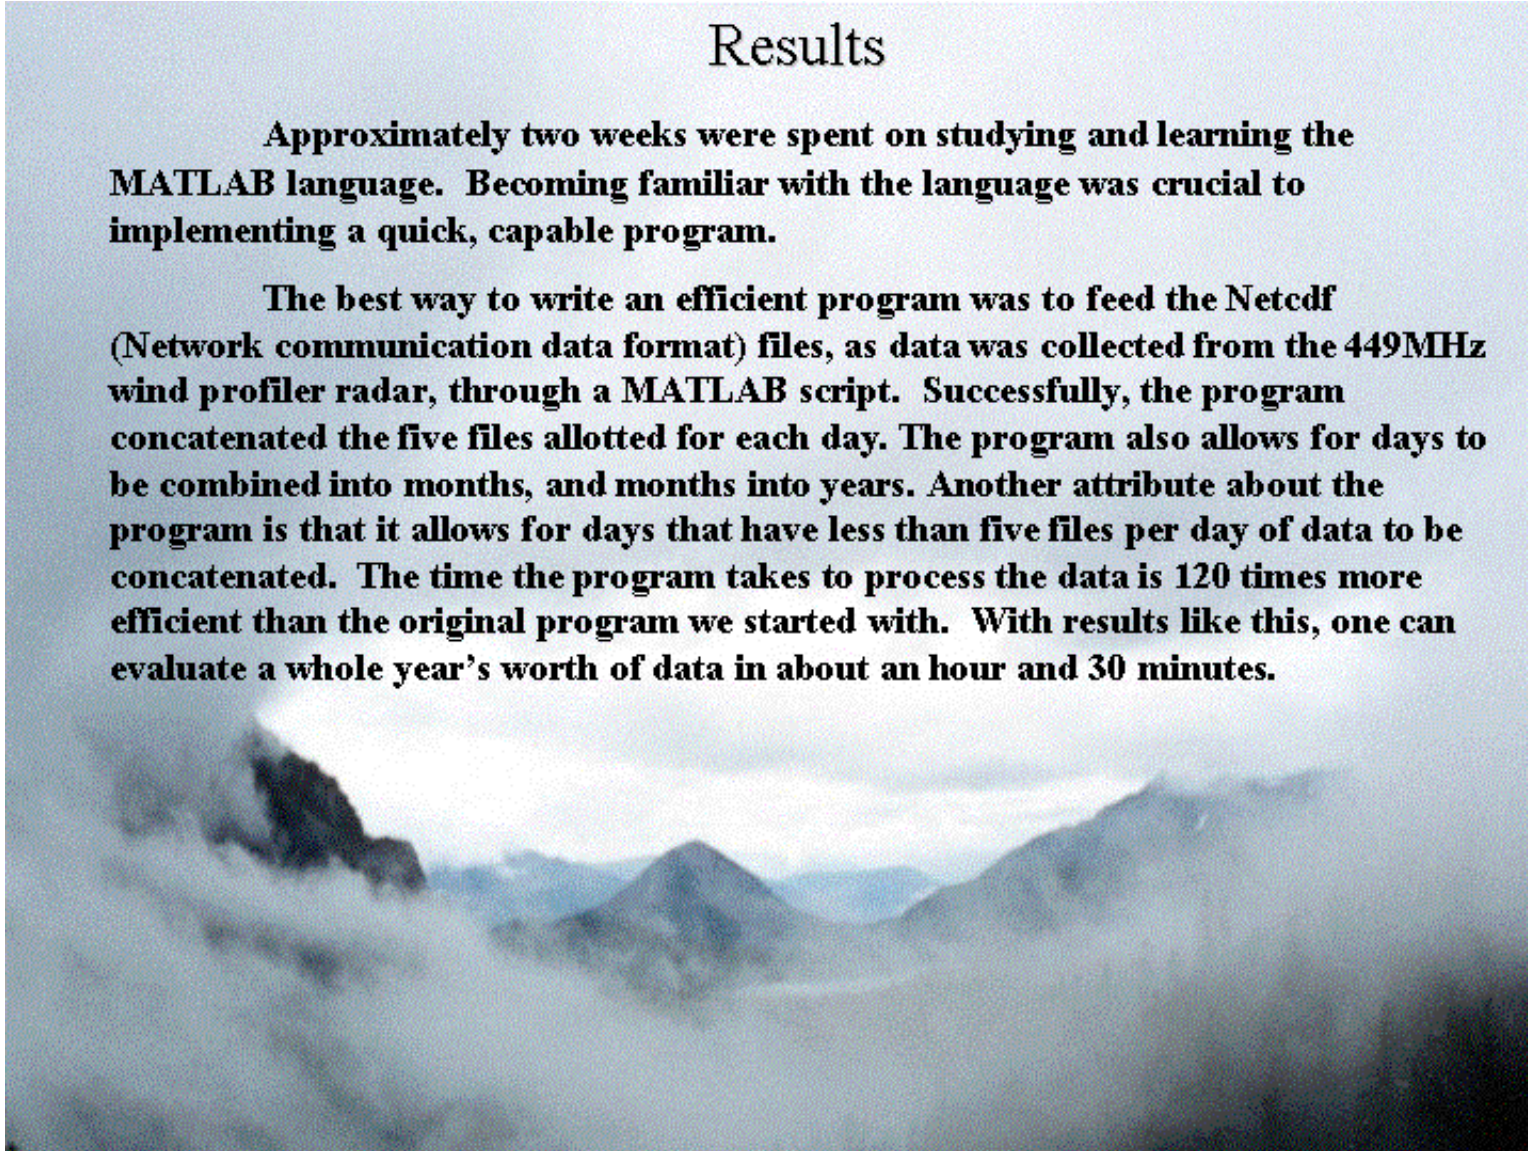 Results
Approximately two weeks were spent on studying and learning the
MATLAB language.  Becoming familiar with the language was crucial to
implementing a quick, capable program.
The best way to write an efficient program was to feed the Netcdf
(Network communication data format) files, as data was collected from the 449MHz
wind profiler radar, through a MATLAB script.  Successfully, the program
concatenated the five files allotted for each day. The program also allows for days to
be combined into months, and months into years. Another attribute about the
program is that it allows for days that have less than five files per day of data to be
concatenated.  The time the program takes to process the data is 120 times more
efficient than the original program we started with.  With results like this, one can
evaluate a whole year’s worth of data in about an hour and 30 minutes.